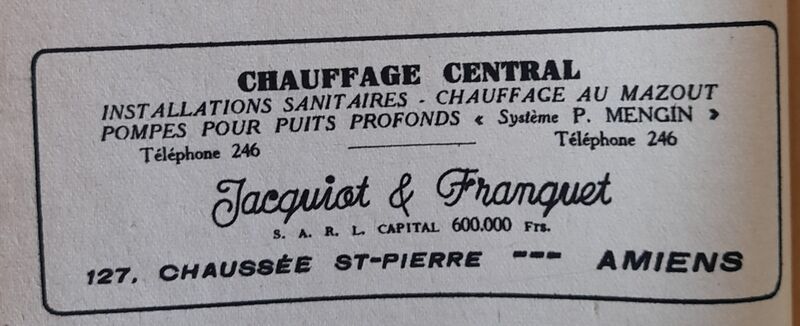 CHAUFFAGE CENTRAL
INSTALLATIONS SANITAIRES - CHAUFFAGE AU MAZOUT
POMPES POUR PUITS PROFONDS « Système P. MENGIN »
Téléphone 246 Téléphone 246
Jacquiot & Franquet
S. A. R. L. CAPITAL 600.000 Frs.
127, CHAUSSÉE ST-PIERRE --- AMIENS